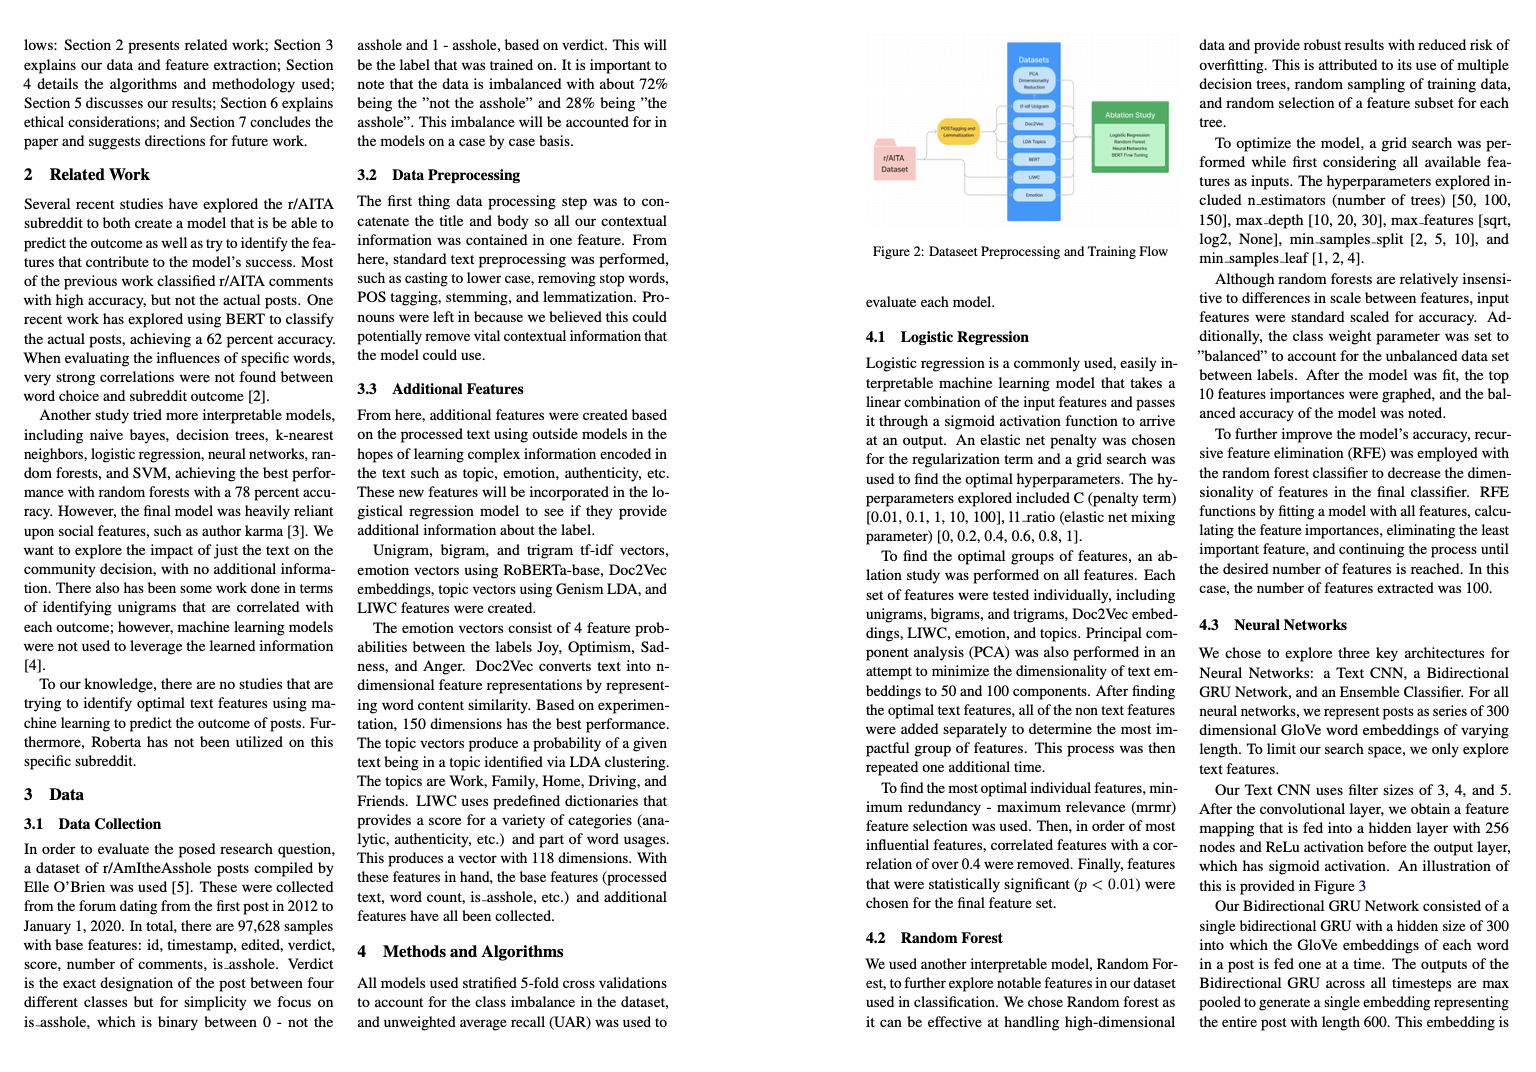 lows: Section 2 presents related work; Section 3
explains our data and feature extraction; Section
4 details the algorithms and methodology used;
Section 5 discusses our results; Section 6 explains
ethical considerations; and Section 7 concludes the
paper and suggests directions for future work.
2 Related Work
Several recent studies have explored the r/AITA
subreddit to both create a model that is be able to
predict the outcome as well as try to identify the fea-
tures that contribute to the model's success. Most
of the previous work classified r/AITA comments
with high accuracy, but not the actual posts. One
recent work has explored using BERT to classify
the actual posts, achieving a 62 percent accuracy.
When evaluating the influences of specific words,
very strong correlations were not found between
word choice and subreddit outcome [2].
Another study tried more interpretable models,
including naive bayes, decision trees, k-nearest
neighbors, logistic regression, neural networks, ran-
dom forests, and SVM, achieving the best perfor-
mance with random forests with a 78 percent accu-
racy. However, the final model was heavily reliant
upon social features, such as author karma [3]. We
want to explore the impact of just the text on the
community decision, with no additional informa-
tion. There also has been some work done in terms
of identifying unigrams that are correlated with
each outcome; however, machine learning models
were not used to leverage the learned information
[4].
To our knowledge, there are no studies that are
trying to identify optimal text features using ma-
chine learning to predict the outcome of posts. Fur-
thermore, Roberta has not been utilized on this
specific subreddit.
3 Data
3.1 Data Collection
In order to evaluate the posed research question,
a dataset of r/AmItheAsshole posts compiled by
Elle O'Brien was used [5]. These were collected
from the forum dating from the first post in 2012 to
January 1, 2020. In total, there are 97,628 samples
with base features: id, timestamp, edited, verdict,
score, number of comments, is_asshole. Verdict
is the exact designation of the post between four
different classes but for simplicity we focus on
is_asshole, which is binary between 0 - not the
asshole and 1 - asshole, based on verdict. This will
be the label that was trained on. It is important to
note that the data is imbalanced with about 72%
being the "not the asshole" and 28% being "the
asshole". This imbalance will be accounted for in
the models on a case by case basis.
3.2 Data Preprocessing
The first thing data processing step was to con-
catenate the title and body so all our contextual
information was contained in one feature. From
here, standard text preprocessing was performed,
such as casting to lower case, removing stop words,
POS tagging, stemming, and lemmatization. Pro-
nouns were left in because we believed this could
potentially remove vital contextual information that
the model could use.
3.3 Additional Features
From here, additional features were created based
on the processed text using outside models in the
hopes of learning complex information encoded in
the text such as topic, emotion, authenticity, etc.
These new features will be incorporated in the lo-
gistical regression model to see if they provide
additional information about the label.
Unigram, bigram, and trigram tf-idf vectors,
emotion vectors using RoBERTa-base, Doc2Vec
embeddings, topic vectors using Genism LDA, and
LIWC features were created.
The emotion vectors consist of 4 feature prob-
abilities between the labels Joy, Optimism, Sad-
ness, and Anger. Doc2Vec converts text into n-
dimensional feature representations by represent-
ing word content similarity. Based on experimen-
tation, 150 dimensions has the best performance.
The topic vectors produce a probability of a given
text being in a topic identified via LDA clustering.
The topics are Work, Family, Home, Driving, and
Friends. LIWC uses predefined dictionaries that
provides a score for a variety of categories (ana-
lytic, authenticity, etc.) and part of word usages.
This produces a vector with 118 dimensions. With
these features in hand, the base features (processed
text, word count, is_asshole, etc.) and additional
features have all been collected.
4 Methods and Algorithms
All models used stratified 5-fold cross validations
to account for the class imbalance in the dataset,
and unweighted average recall (UAR) was used to
r/AITA
Dataset
POSTagging and
Lemmatization
Datasets
PCA
Dimensionality
Reduction
tf-idf Unigram
Doc2Vec
LDA Topics
BERT
LIWC
Emotion
Ablation Study
Logistic Regression
Random Forest
Neural Networks
BERT Fine Tuning
Figure 2: Dataseet Preprocessing and Training Flow
evaluate each model.
4.1 Logistic Regression
Logistic regression is a commonly used, easily in-
terpretable machine learning model that takes a
linear combination of the input features and passes
it through a sigmoid activation function to arrive
at an output. An elastic net penalty was chosen
for the regularization term and a grid search was
used to find the optimal hyperparameters. The hy-
perparameters explored included C (penalty term)
[0.01, 0.1, 1, 10, 100], l1_ratio (elastic net mixing
parameter) [0, 0.2, 0.4, 0.6, 0.8, 1].
To find the optimal groups of features, an ab-
lation study was performed on all features. Each
set of features were tested individually, including
unigrams, bigrams, and trigrams, Doc2Vec embed-
dings, LIWC, emotion, and topics. Principal com-
ponent analysis (PCA) was also performed in an
attempt to minimize the dimensionality of text em-
beddings to 50 and 100 components. After finding
the optimal text features, all of the non text features
were added separately to determine the most im-
pactful group of features. This process was then
repeated one additional time.
To find the most optimal individual features, min-
imum redundancy - maximum relevance (mrmr)
feature selection was used. Then, in order of most
influential features, correlated features with a cor-
relation of over 0.4 were removed. Finally, features
that were statistically significant (p < 0.01) were
chosen for the final feature set.
4.2 Random Forest
We used another interpretable model, Random For-
est, to further explore notable features in our dataset
used in classification. We chose Random forest as
it can be effective at handling high-dimensional
data and provide robust results with reduced risk of
overfitting. This is attributed to its use of multiple
decision trees, random sampling of training data,
and random selection of a feature subset for each
tree.
To optimize the model, a grid search was per-
formed while first considering all available fea-
tures as inputs. The hyperparameters explored in-
cluded n_estimators (number of trees) [50, 100,
150], max_depth [10, 20, 30], max_features [sqrt,
log2, None], min_samples_split [2, 5, 10], and
min_samples_leaf [1, 2, 4].
Although random forests are relatively insensi-
tive to differences in scale between features, input
features were standard scaled for accuracy. Ad-
ditionally, the class weight parameter was set to
"balanced" to account for the unbalanced data set
between labels. After the model was fit, the top
10 features importances were graphed, and the bal-
anced accuracy of the model was noted.
To further improve the model's accuracy, recur-
sive feature elimination (RFE) was employed with
the random forest classifier to decrease the dimen-
sionality of features in the final classifier. RFE
functions by fitting a model with all features, calcu-
lating the feature importances, eliminating the least
important feature, and continuing the process until
the desired number of features is reached. In this
case, the number of features extracted was 100.
4.3 Neural Networks
We chose to explore three key architectures for
Neural Networks: a Text CNN, a Bidirectional
GRU Network, and an Ensemble Classifier. For all
neural networks, we represent posts as series of 300
dimensional GloVe word embeddings of varying
length. To limit our search space, we only explore
text features.
Our Text CNN uses filter sizes of 3, 4, and 5.
After the convolutional layer, we obtain a feature
mapping that is fed into a hidden layer with 256
nodes and ReLu activation before the output layer,
which has sigmoid activation. An illustration of
this is provided in Figure 3
Our Bidirectional GRU Network consisted of a
single bidirectional GRU with a hidden size of 300
into which the GloVe embeddings of each word
in a post is fed one at a time. The outputs of the
Bidirectional GRU across all timesteps are max
pooled to generate a single embedding representing
the entire post with length 600. This embedding is